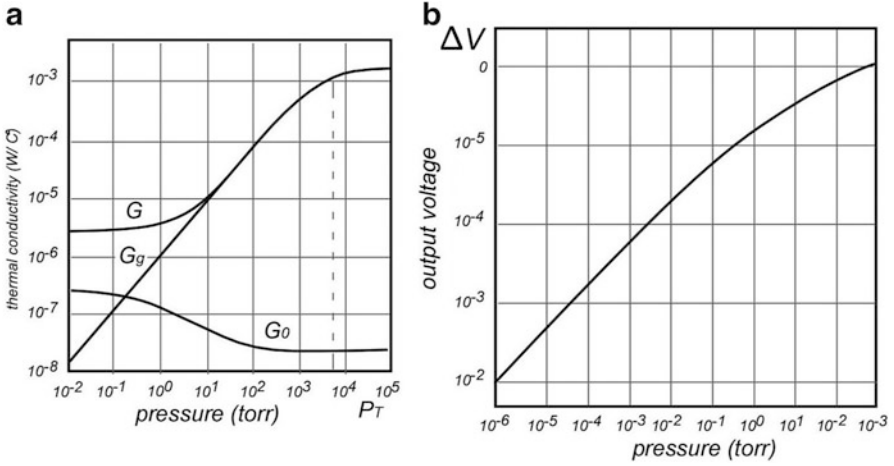 a
thermal conductivity (W/C°)
10-3
10-4
10-5
10-6
10-7
10-8
G
Gg
G0
10-2 10-1 100 101 102 103 104 105
pressure (torr) PT
b
ΔV
output voltage
0
10-5
10-4
10-3
10-2
10-6 10-5 10-4 10-3 10-2 10-1 100 101 10-2 10-3
pressure (torr)